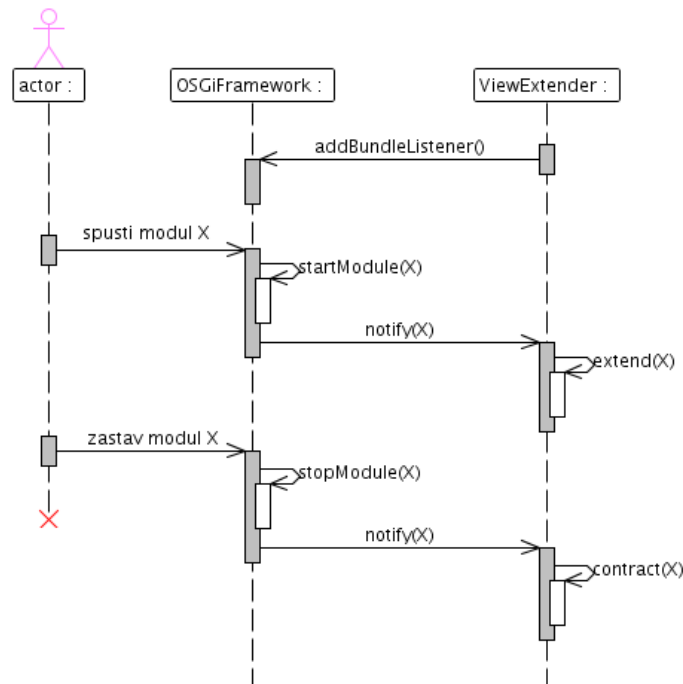 actor :
OSGiFramework :
ViewExtender :
addBundleListener()
spusti modul X
startModule(X)
notify(X)
extend(X)
zastav modul X
stopModule(X)
notify(X)
contract(X)